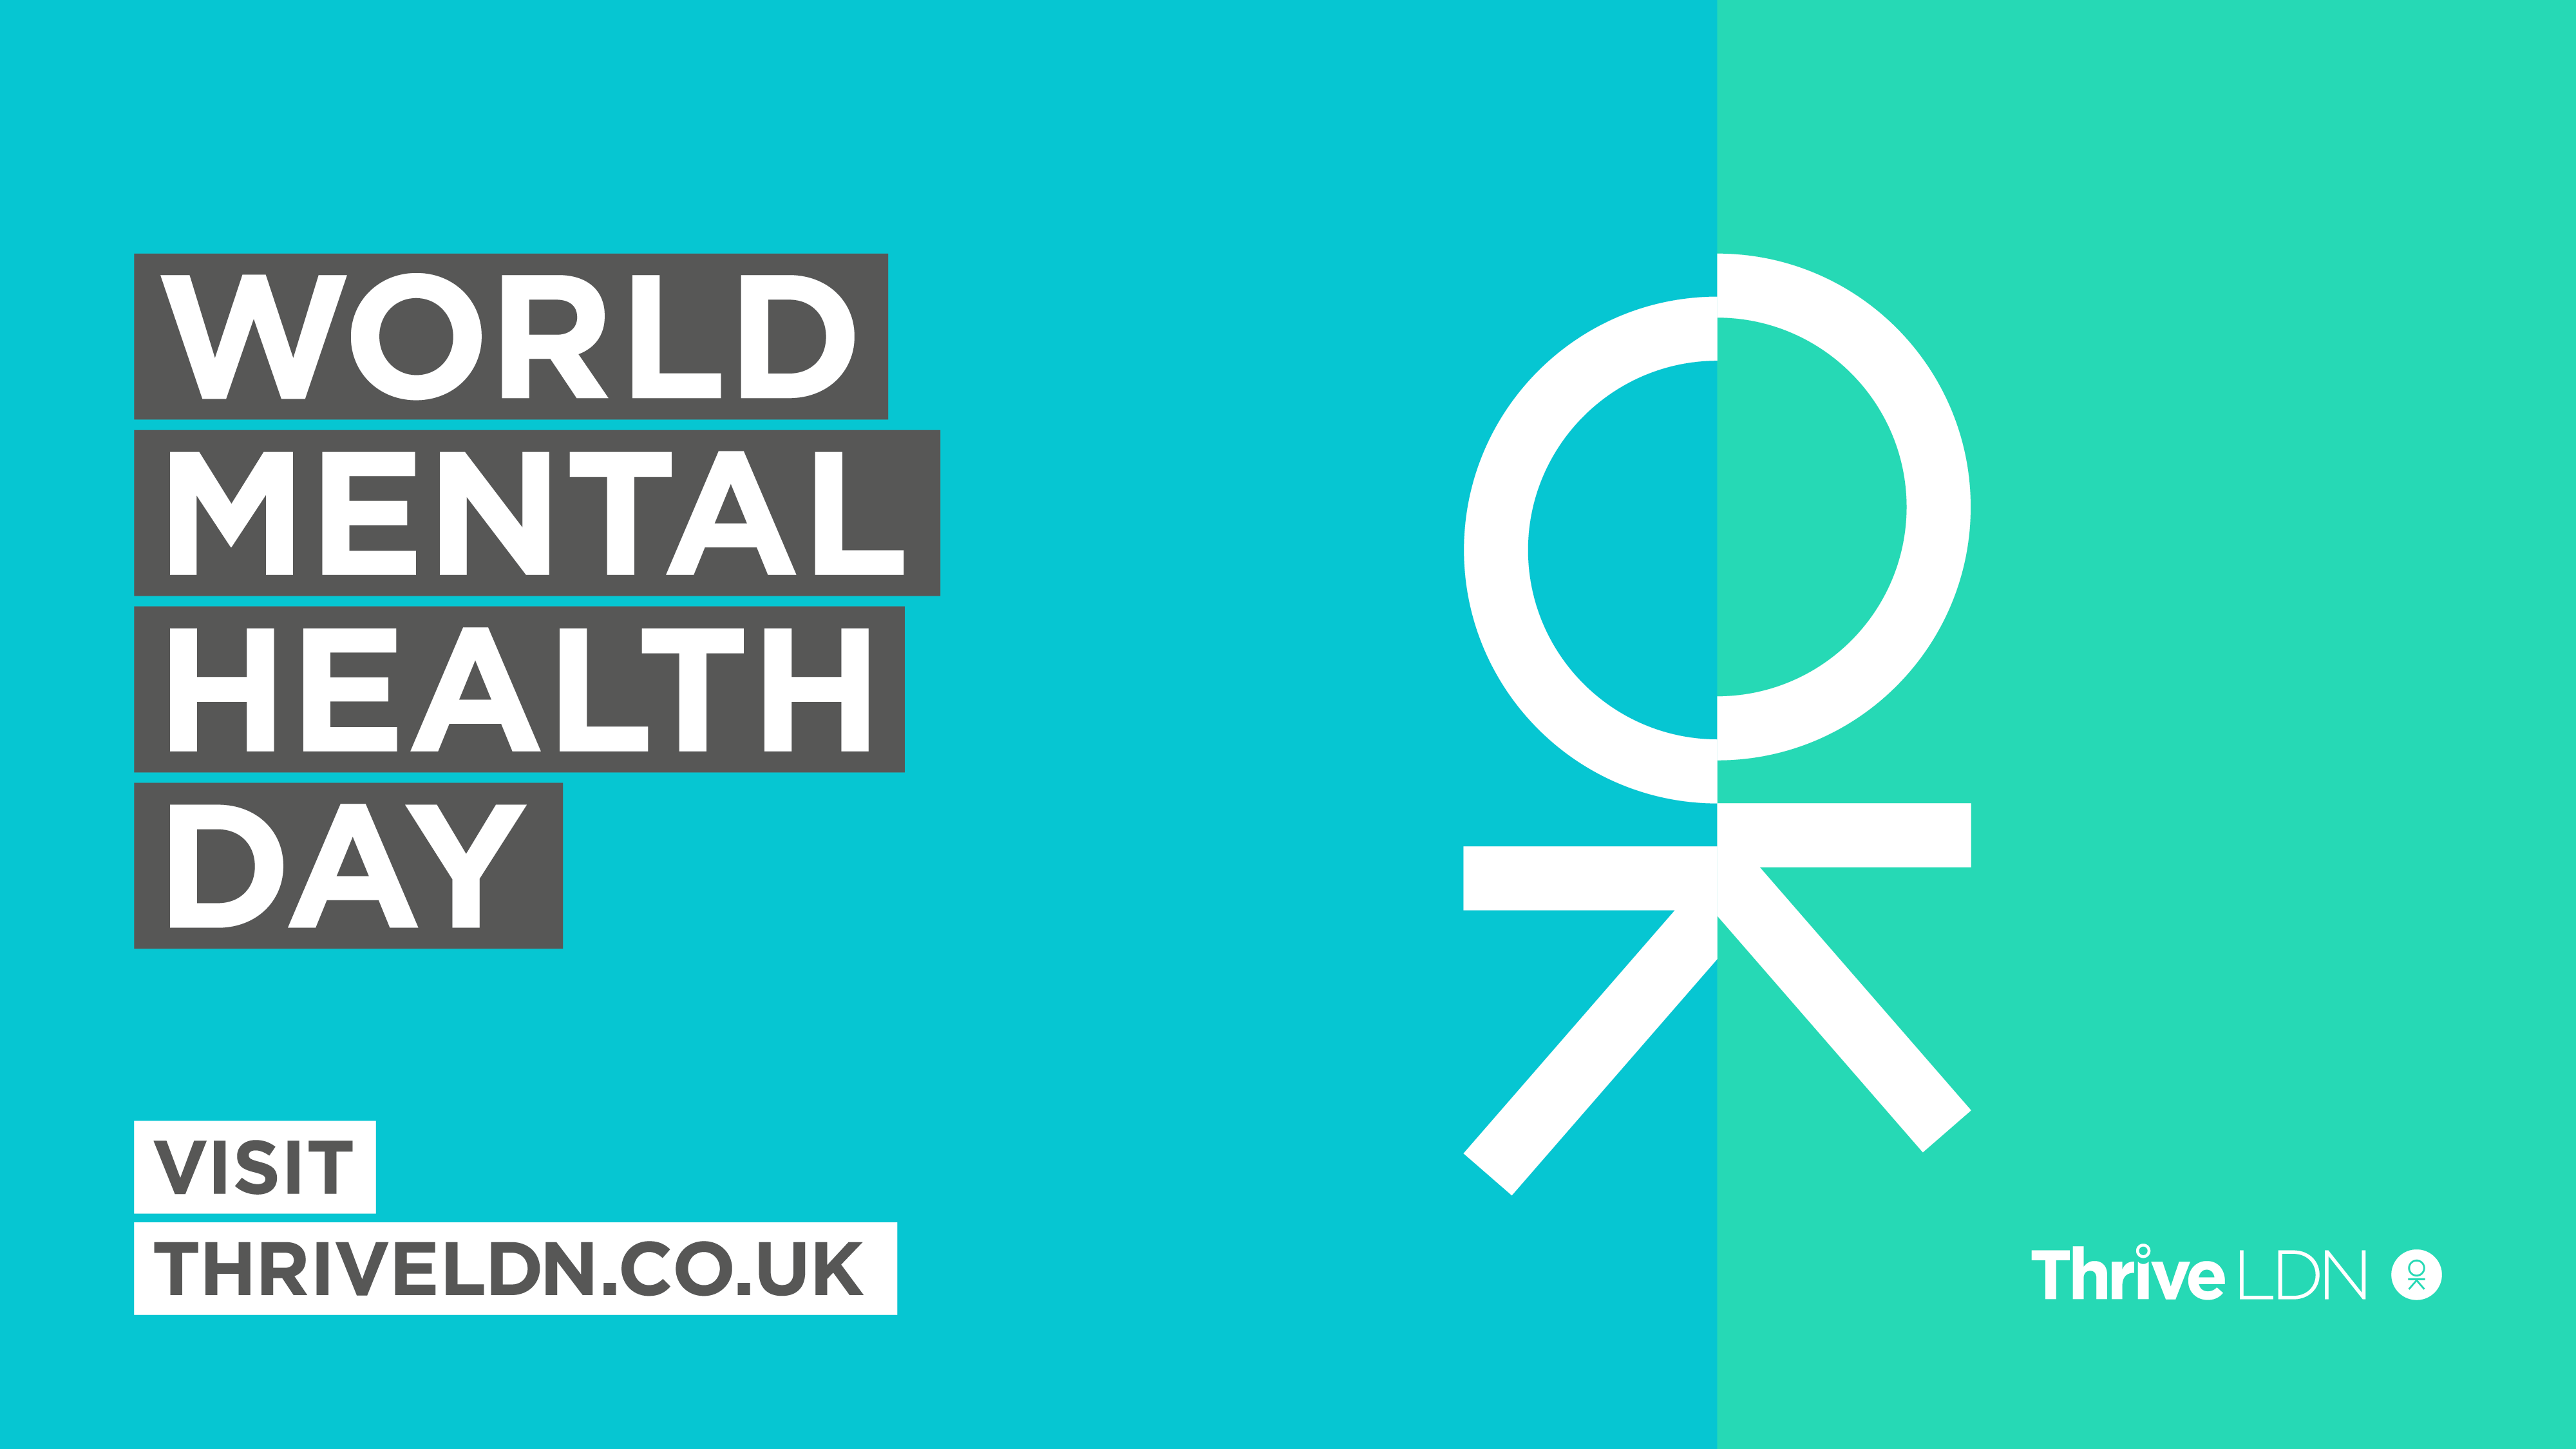 WORLD
MENTAL
HEALTH
DAY
VISIT
THRIVELDN.CO.UK
Thrive LDN